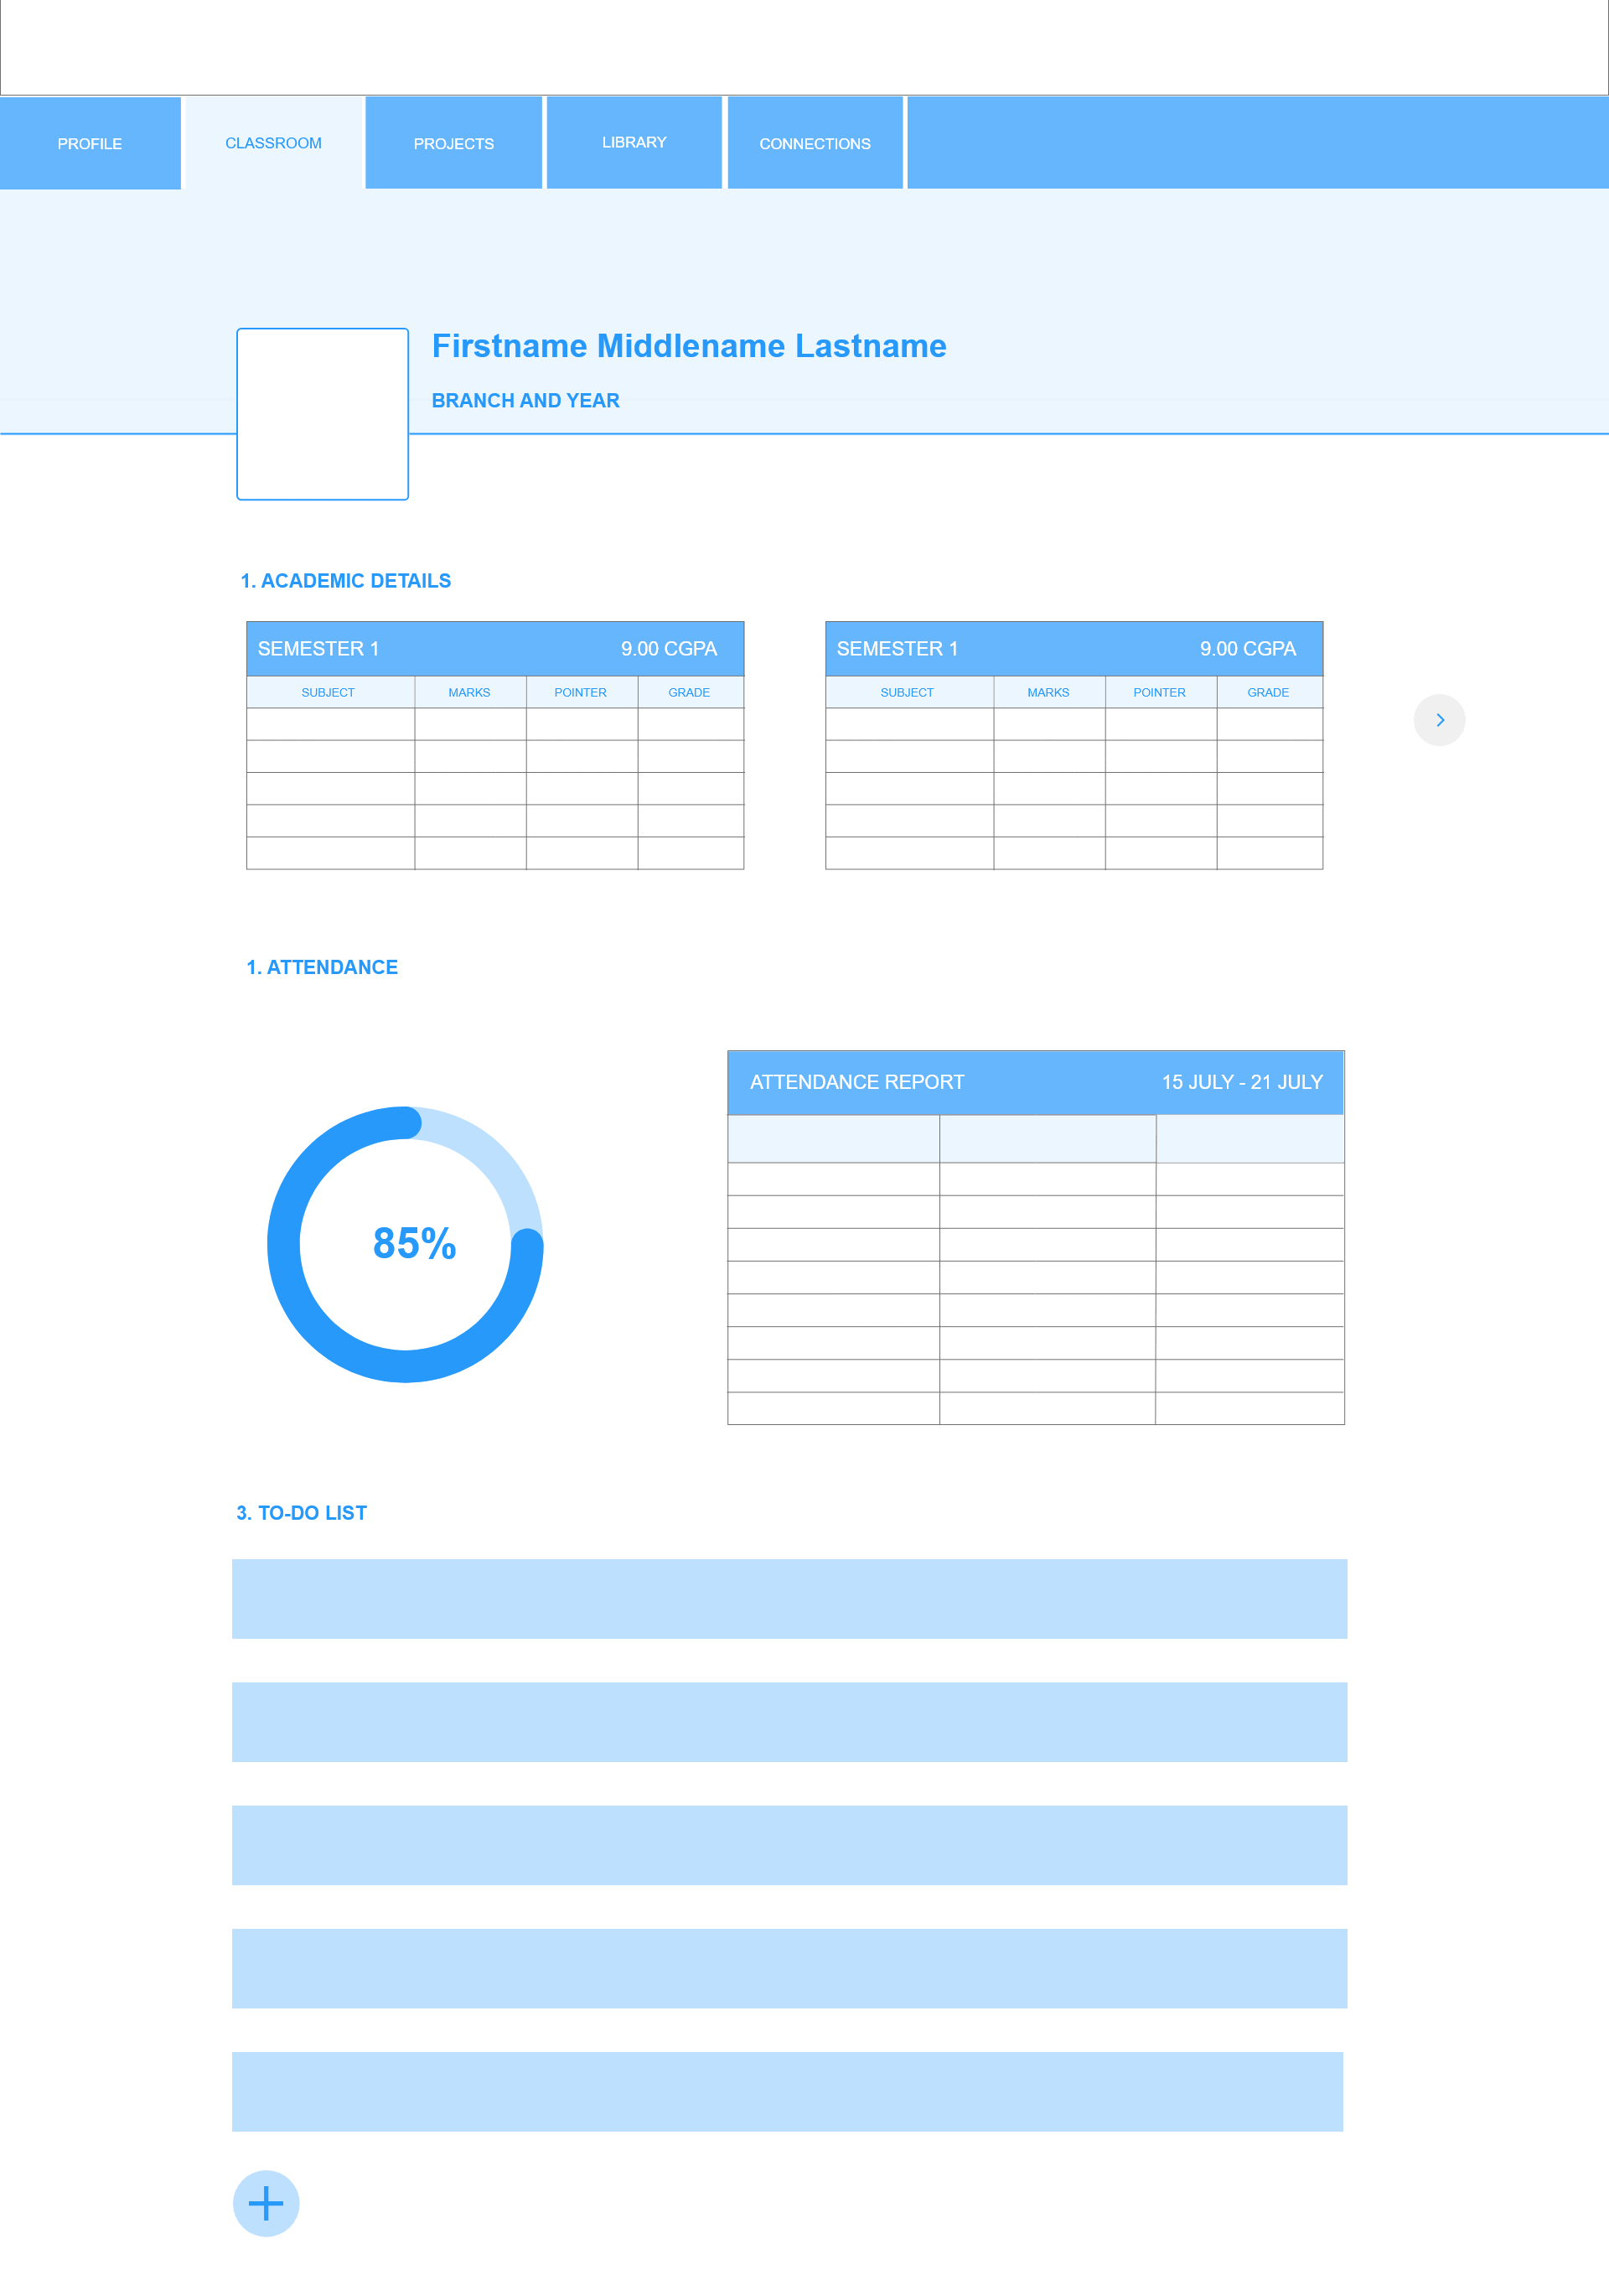 PROFILE CLASSROOM PROJECTS LIBRARY CONNECTIONS
Firstname Middlename Lastname
BRANCH AND YEAR
1. ACADEMIC DETAILS
SEMESTER 1 9.00 CGPA
SUBJECT MARKS POINTER GRADE
SEMESTER 1 9.00 CGPA
SUBJECT MARKS POINTER GRADE
1. ATTENDANCE
85%
ATTENDANCE REPORT 15 JULY - 21 JULY
3. TO-DO LIST